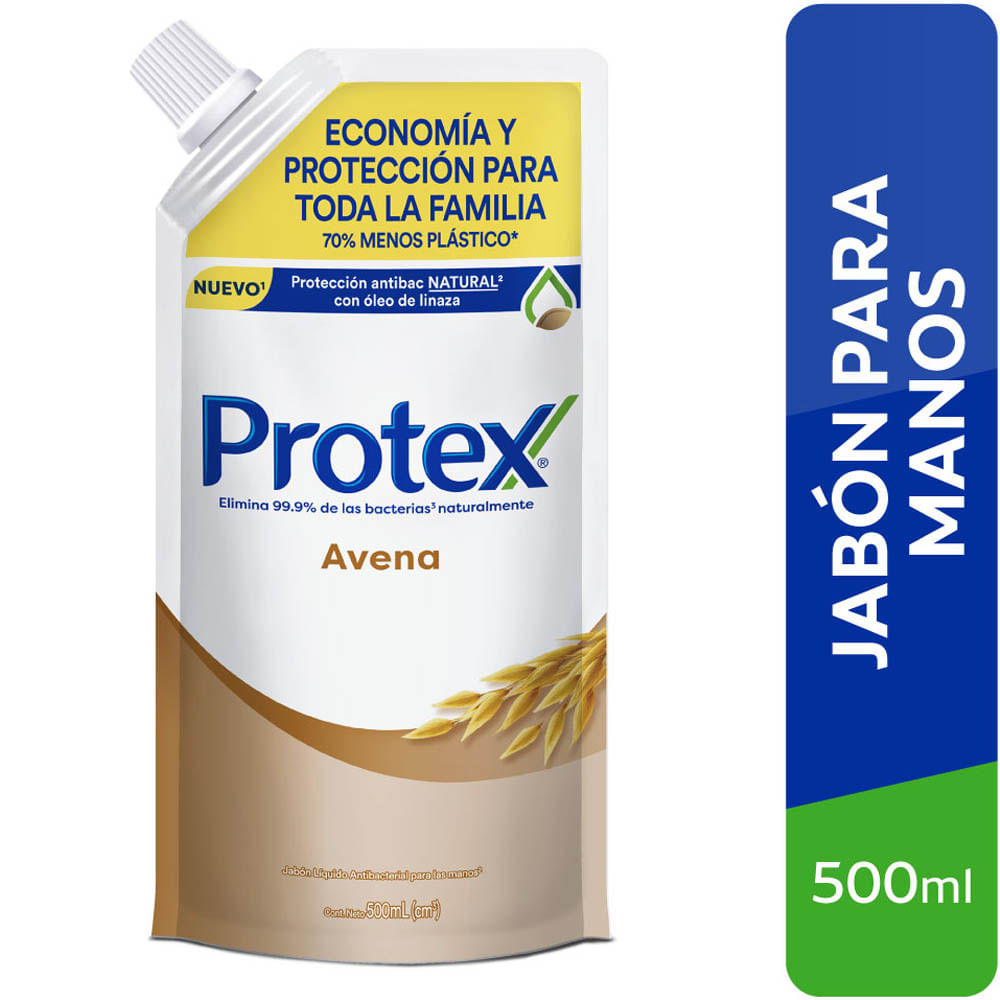 ECONOMÍA Y
PROTECCIÓN PARA
TODA LA FAMILIA
70% MENOS PLÁSTICO*
NUEVO¹
Protección antibac NATURAL²
con óleo de linaza
Protex®
Elimina 99.9% de las bacterias³ naturalmente
Avena
Jabón Líquido Antibacterial para las manos²
Cont. Neto 500mL (cm³)
JABÓN PARA
MANOS
500ml